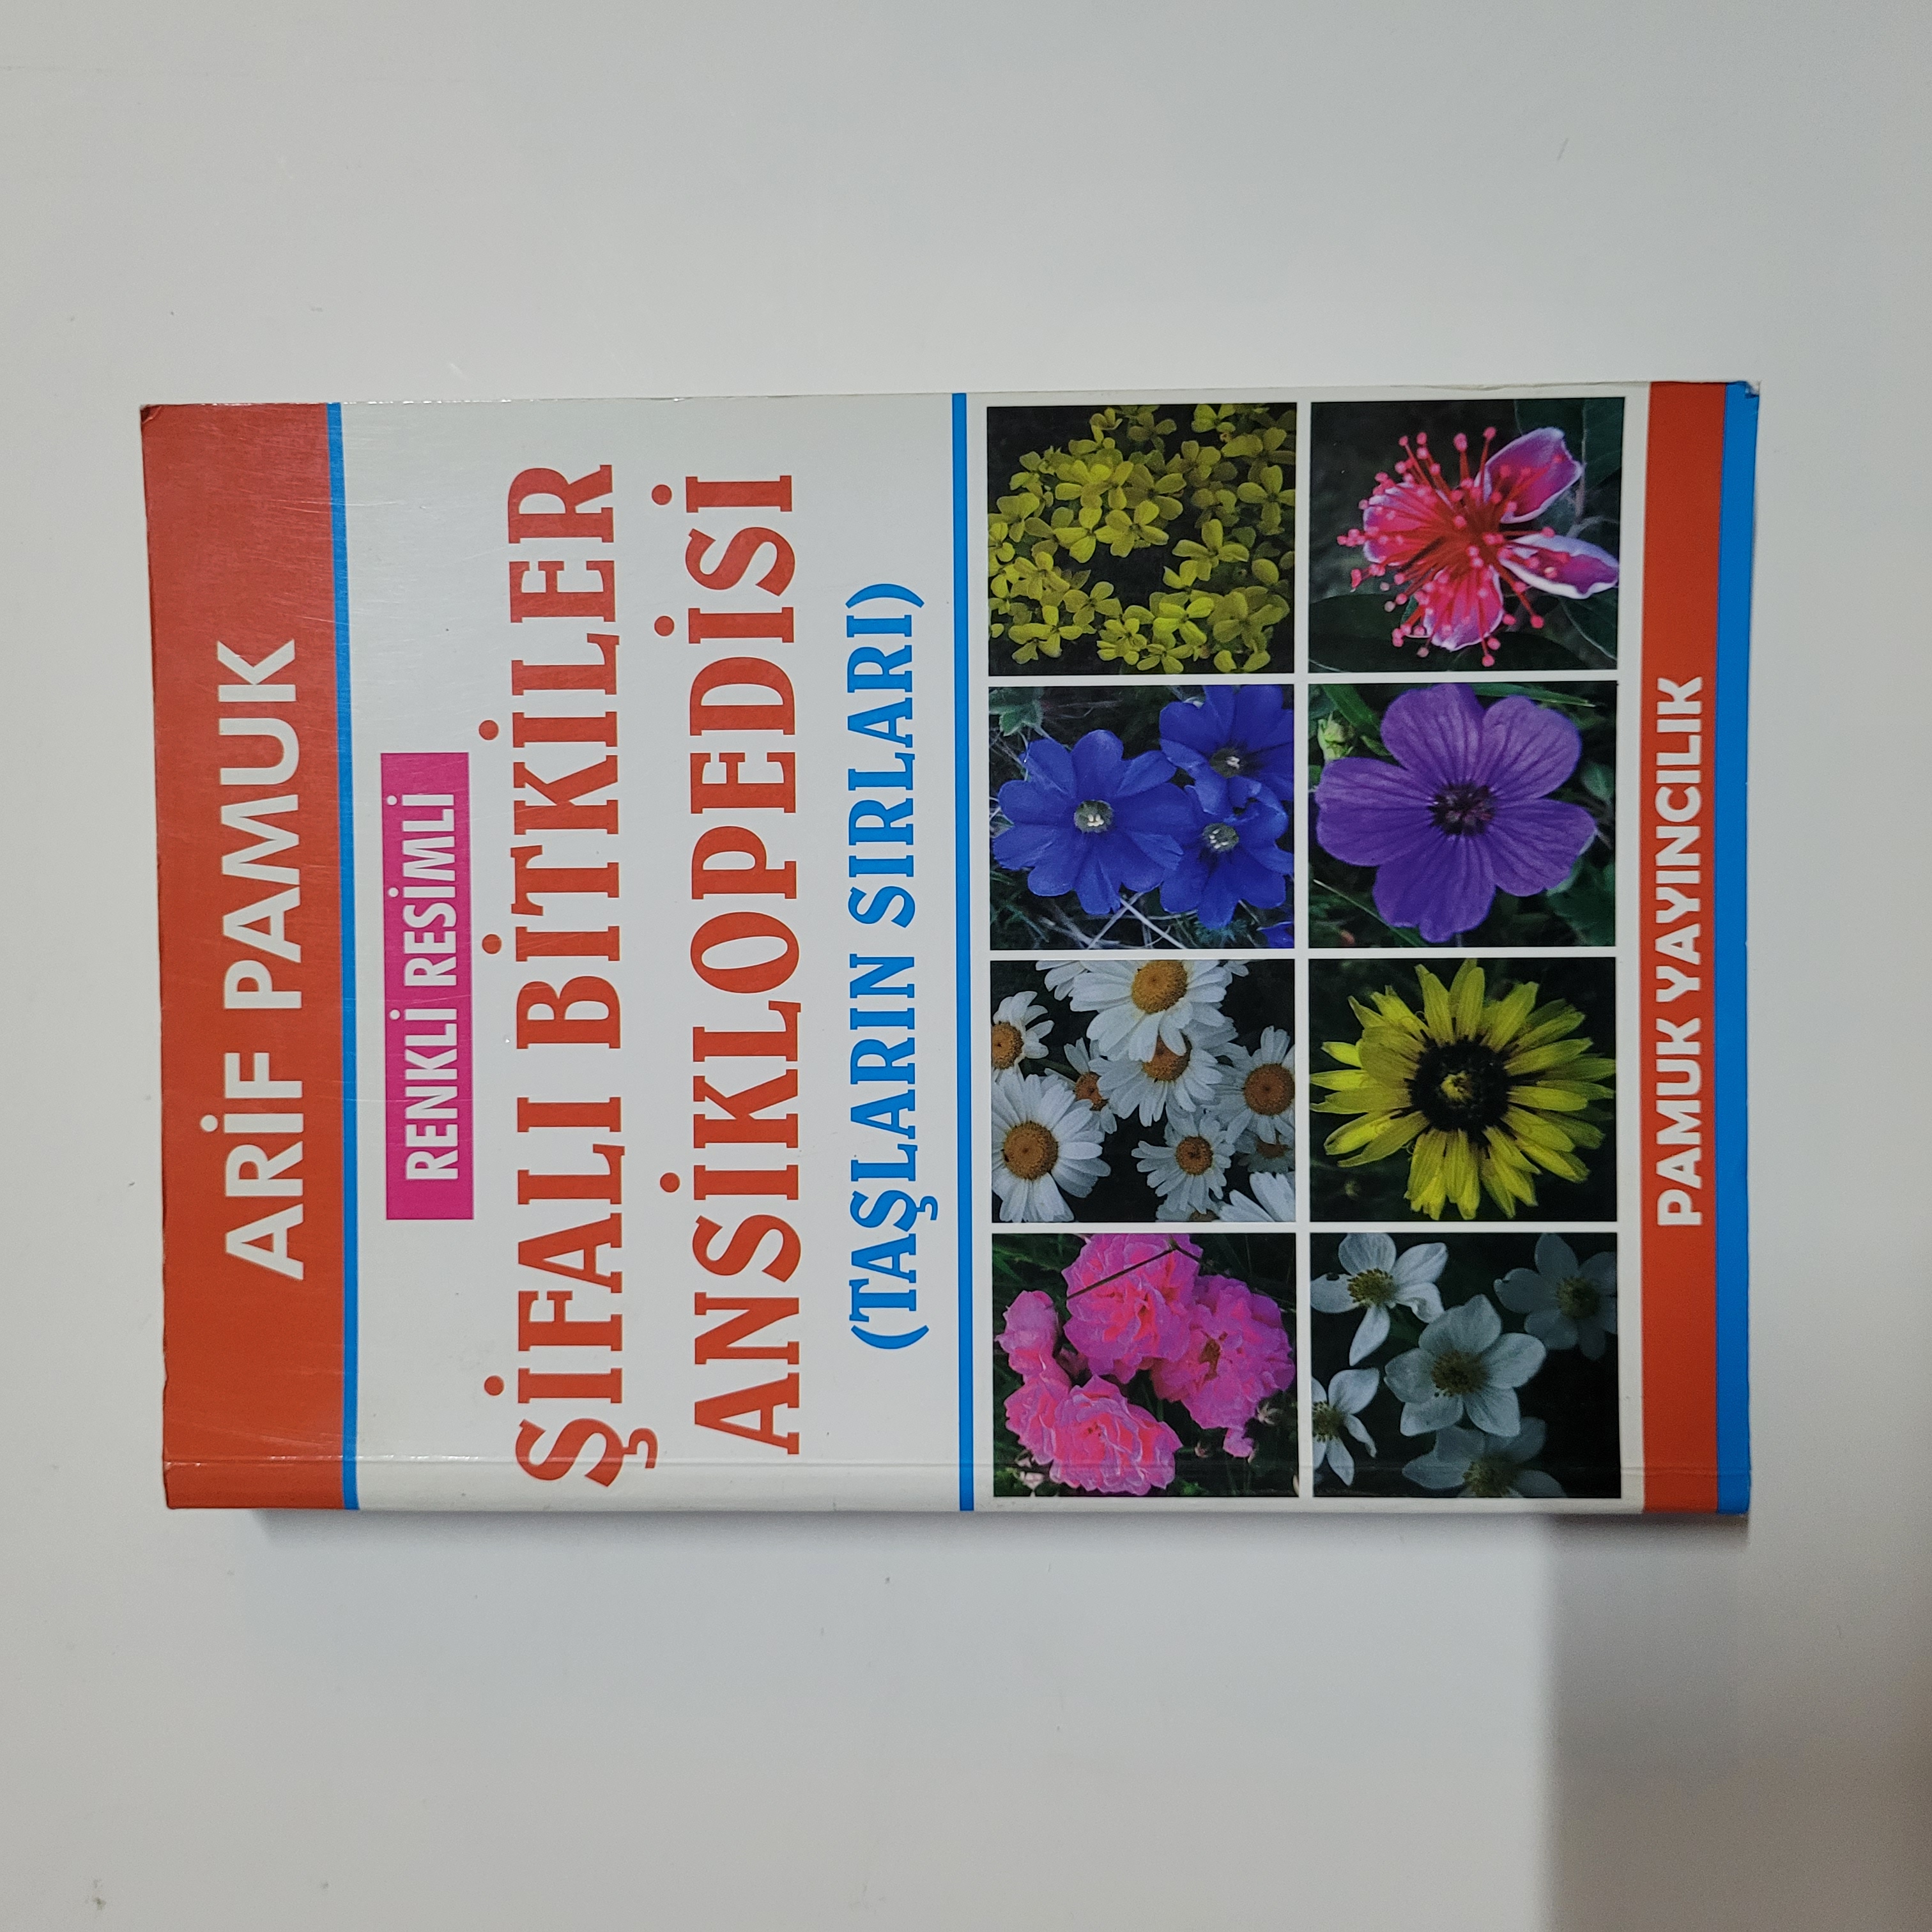 ARİF PAMUK
RENKLİ RESİMLİ
ŞİFALI BİTKİLER
ANSİKLOPEDİSİ
(TAŞLARIN SIRLARI)
PAMUK YAYINCILIK